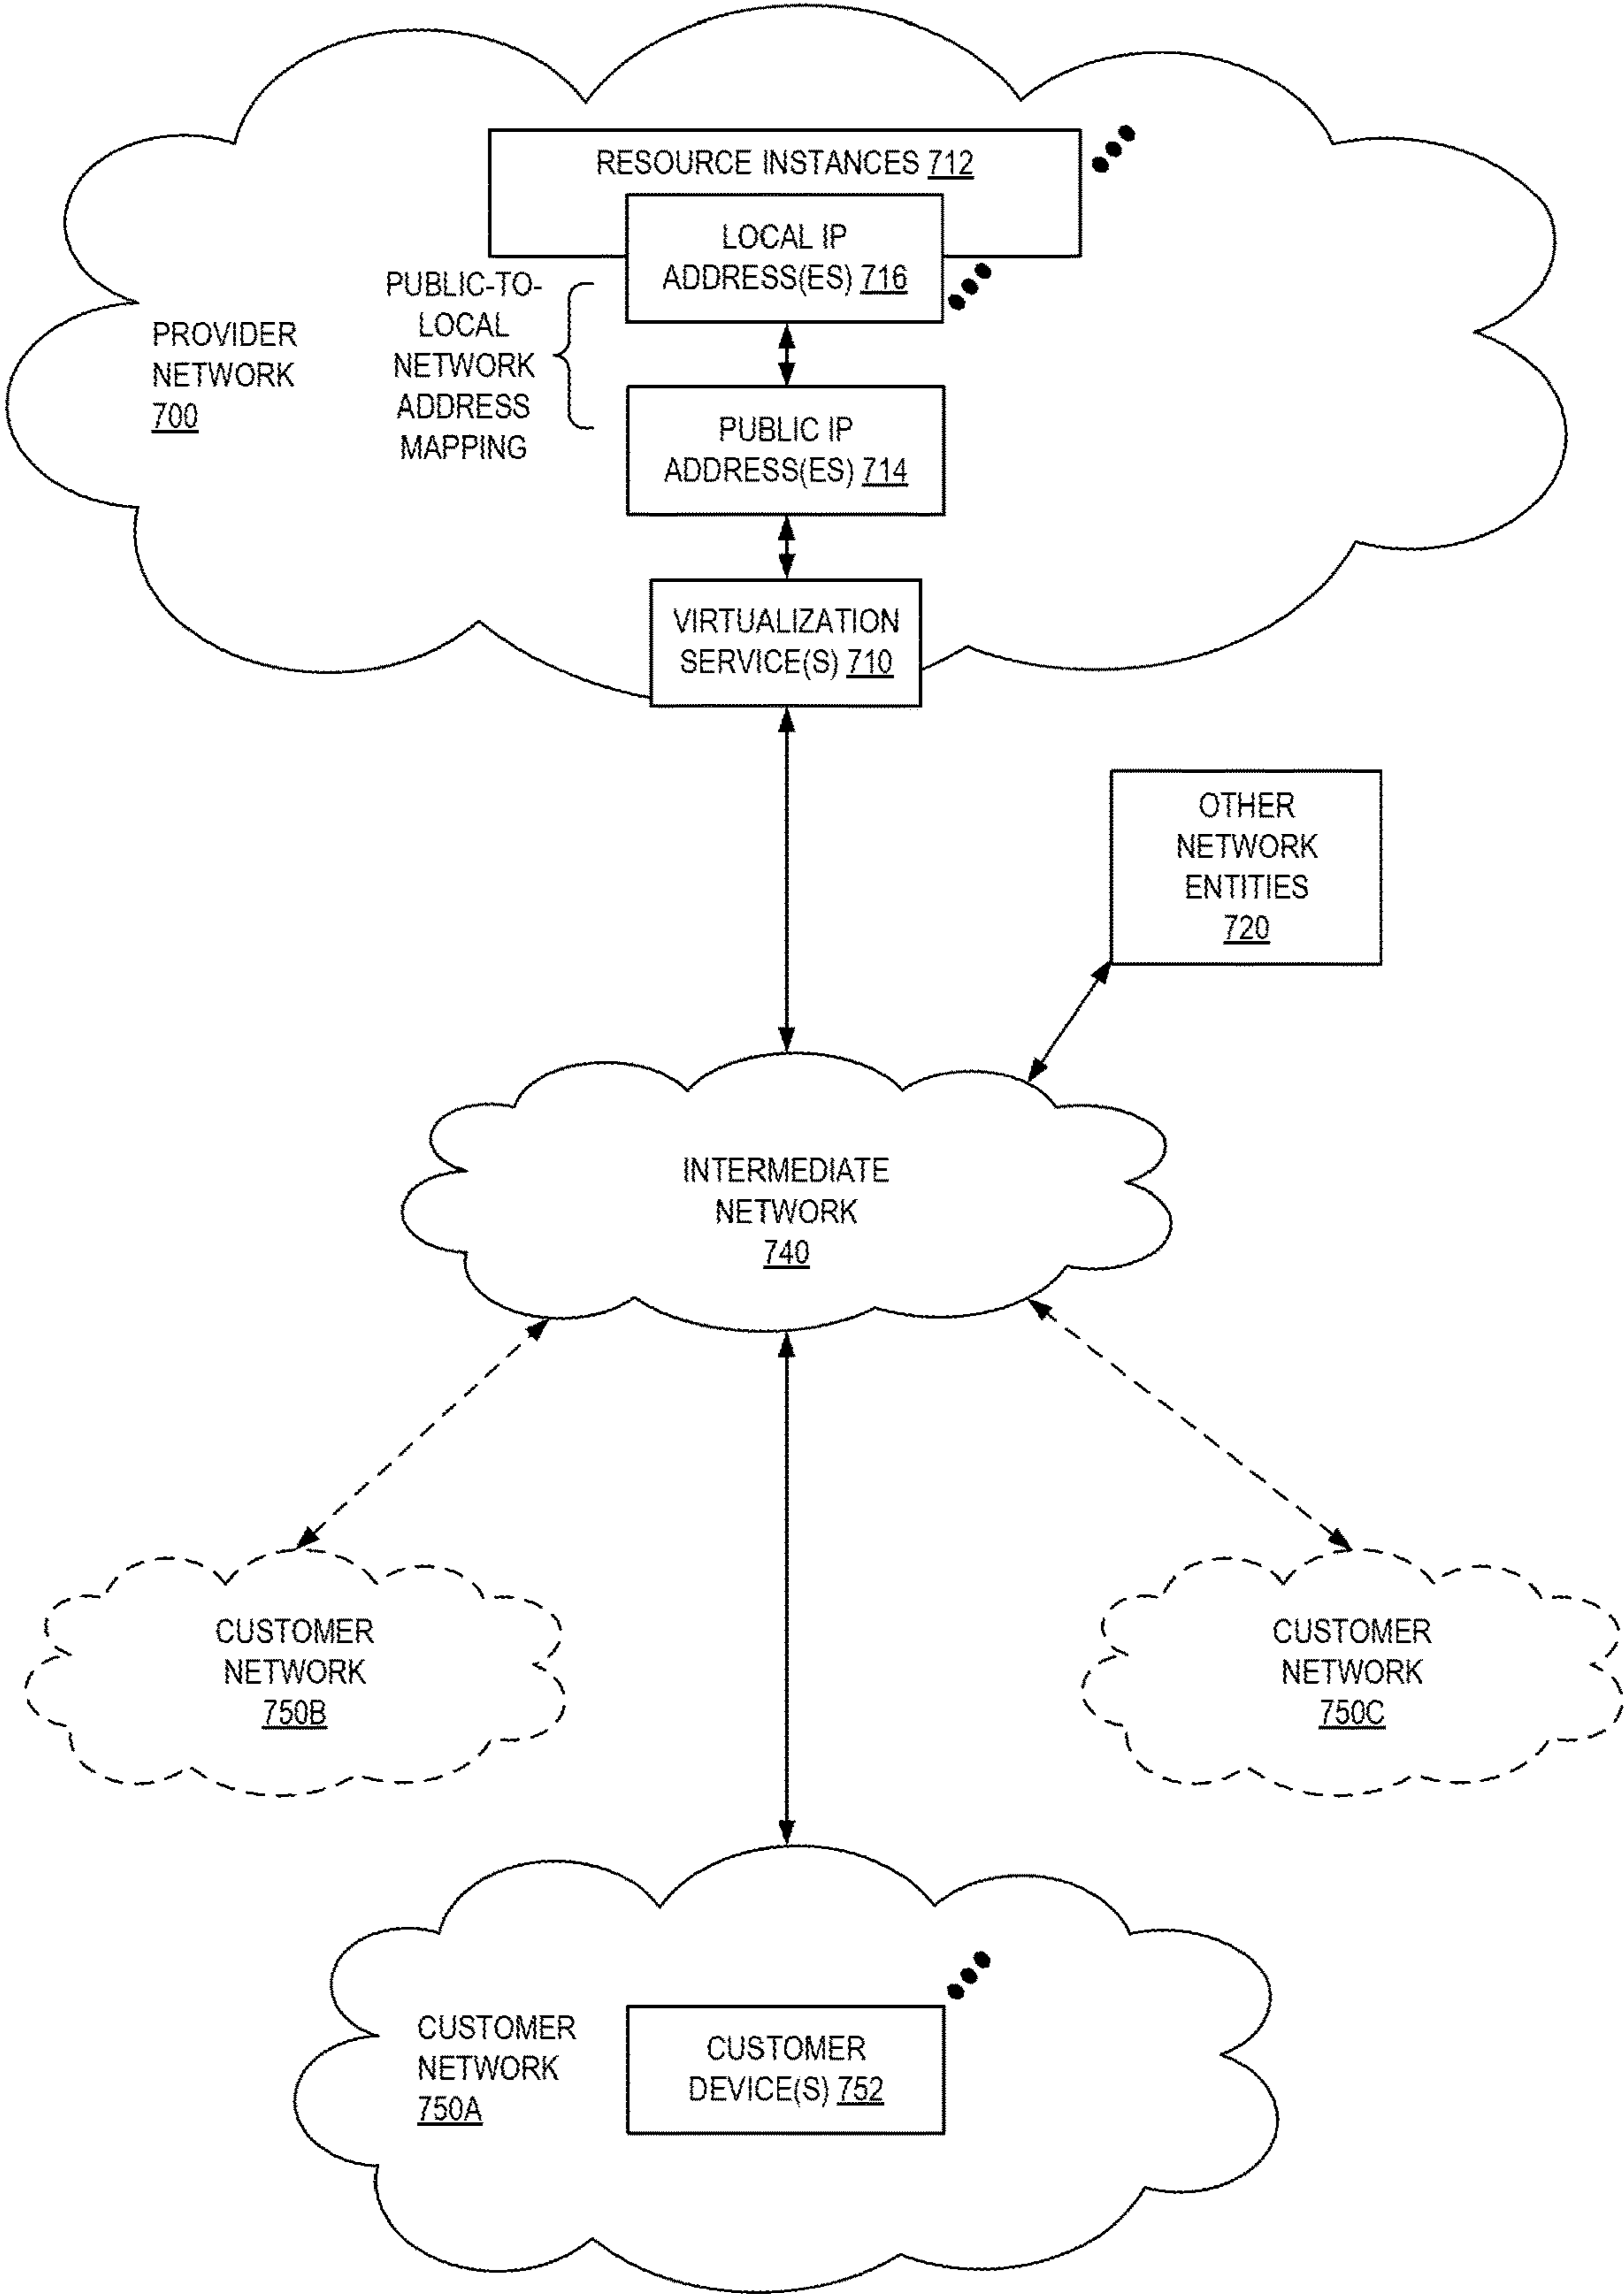 RESOURCE INSTANCES 712
LOCAL IP
ADDRESS(ES) 716
PUBLIC-TO-
LOCAL
NETWORK
ADDRESS
MAPPING
PROVIDER
NETWORK
700
PUBLIC IP
ADDRESS(ES) 714
VIRTUALIZATION
SERVICE(S) 710
OTHER
NETWORK
ENTITIES
720
INTERMEDIATE
NETWORK
740
CUSTOMER
NETWORK
750B
CUSTOMER
NETWORK
750C
CUSTOMER
NETWORK
750A
CUSTOMER
DEVICE(S) 752